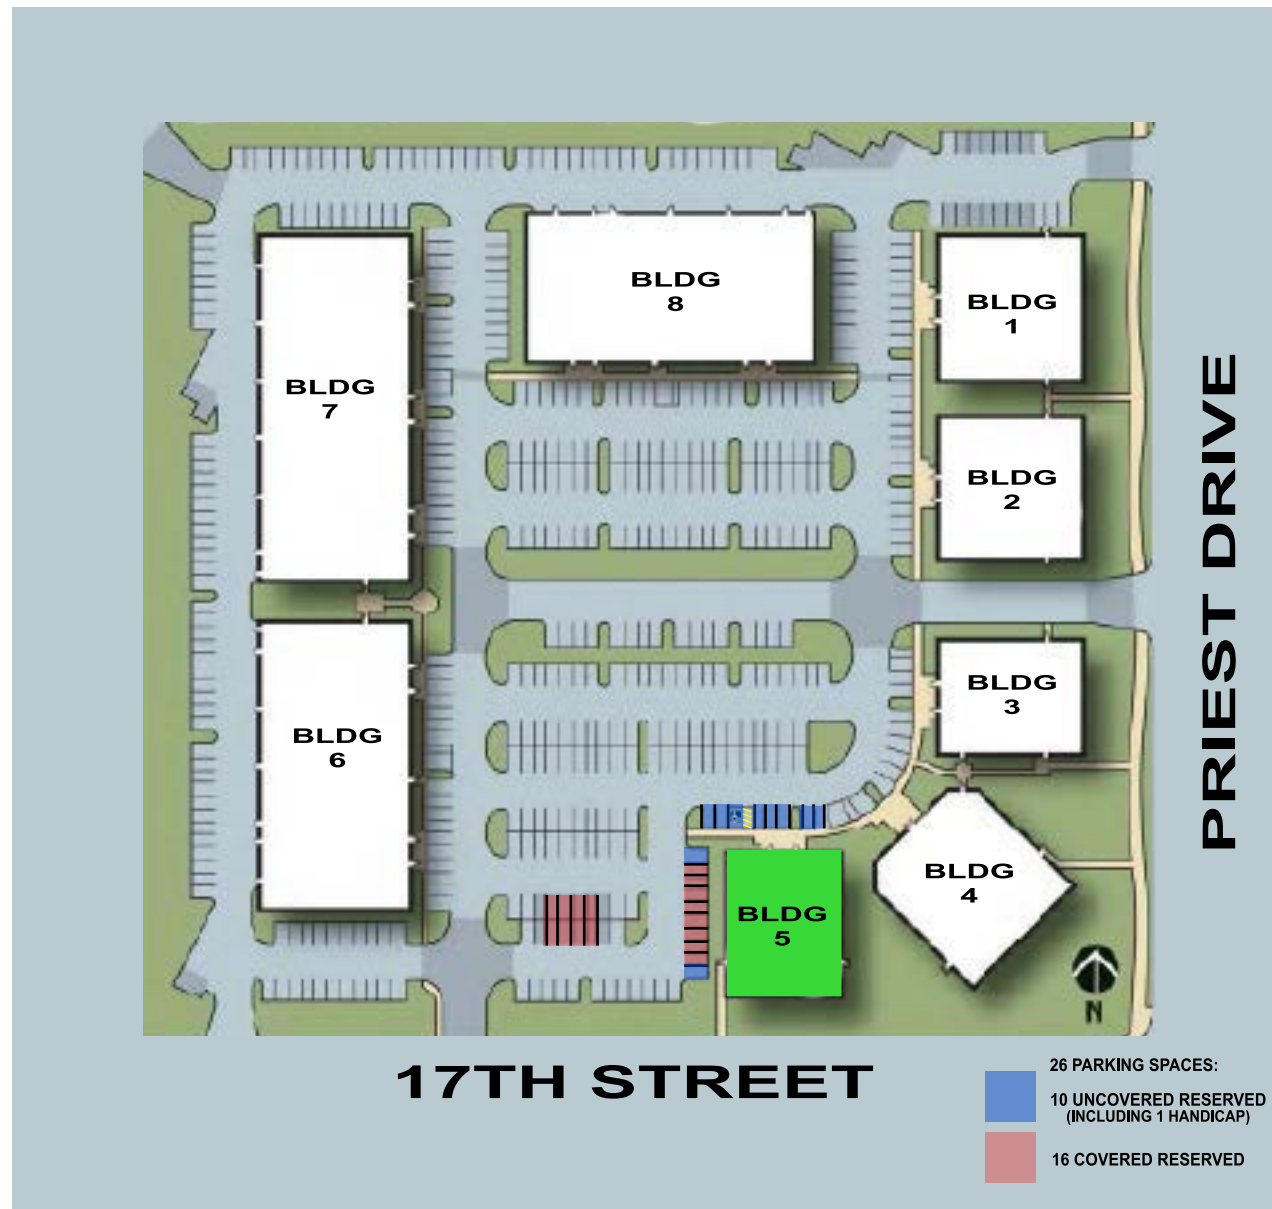 BLDG
8
BLDG
1
BLDG
7
BLDG
2
BLDG
3
BLDG
6
BLDG
4
BLDG
5
PRIEST DRIVE
N
17TH STREET
26 PARKING SPACES:
10 UNCOVERED RESERVED
(INCLUDING 1 HANDICAP)
16 COVERED RESERVED